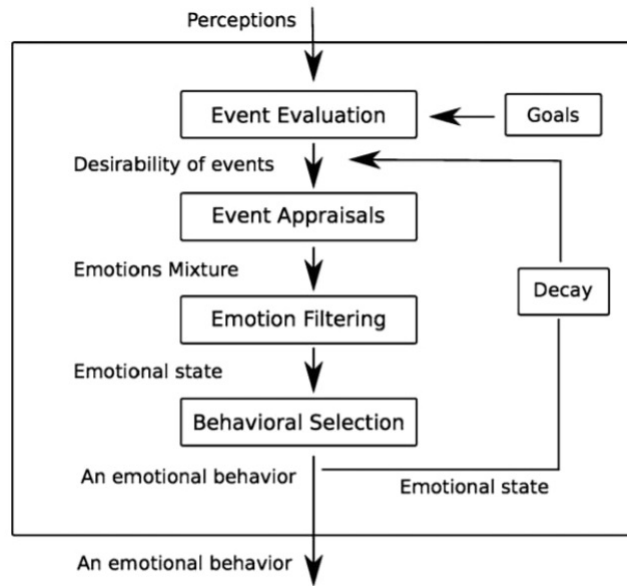 Perceptions
Event Evaluation
Goals
Desirability of events
Event Appraisals
Emotions Mixture
Decay
Emotion Filtering
Emotional state
Behavioral Selection
An emotional behavior
Emotional state
An emotional behavior